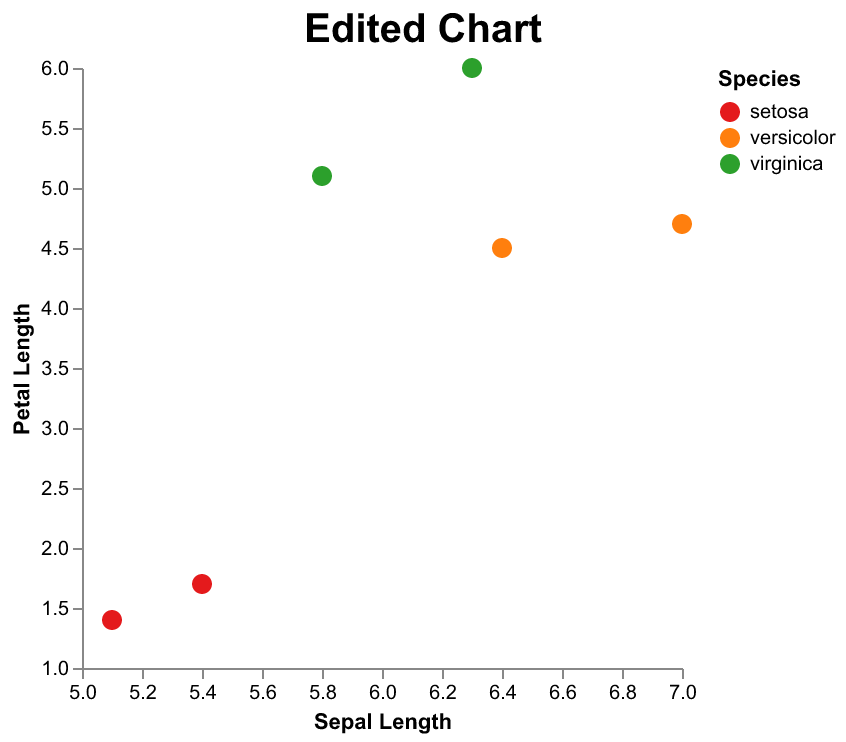 Edited Chart
Species
setosa
versicolor
virginica
Petal Length
6.0
5.5
5.0
4.5
4.0
3.5
3.0
2.5
2.0
1.5
1.0
5.0 5.2 5.4 5.6 5.8 6.0 6.2 6.4 6.6 6.8 7.0
Sepal Length